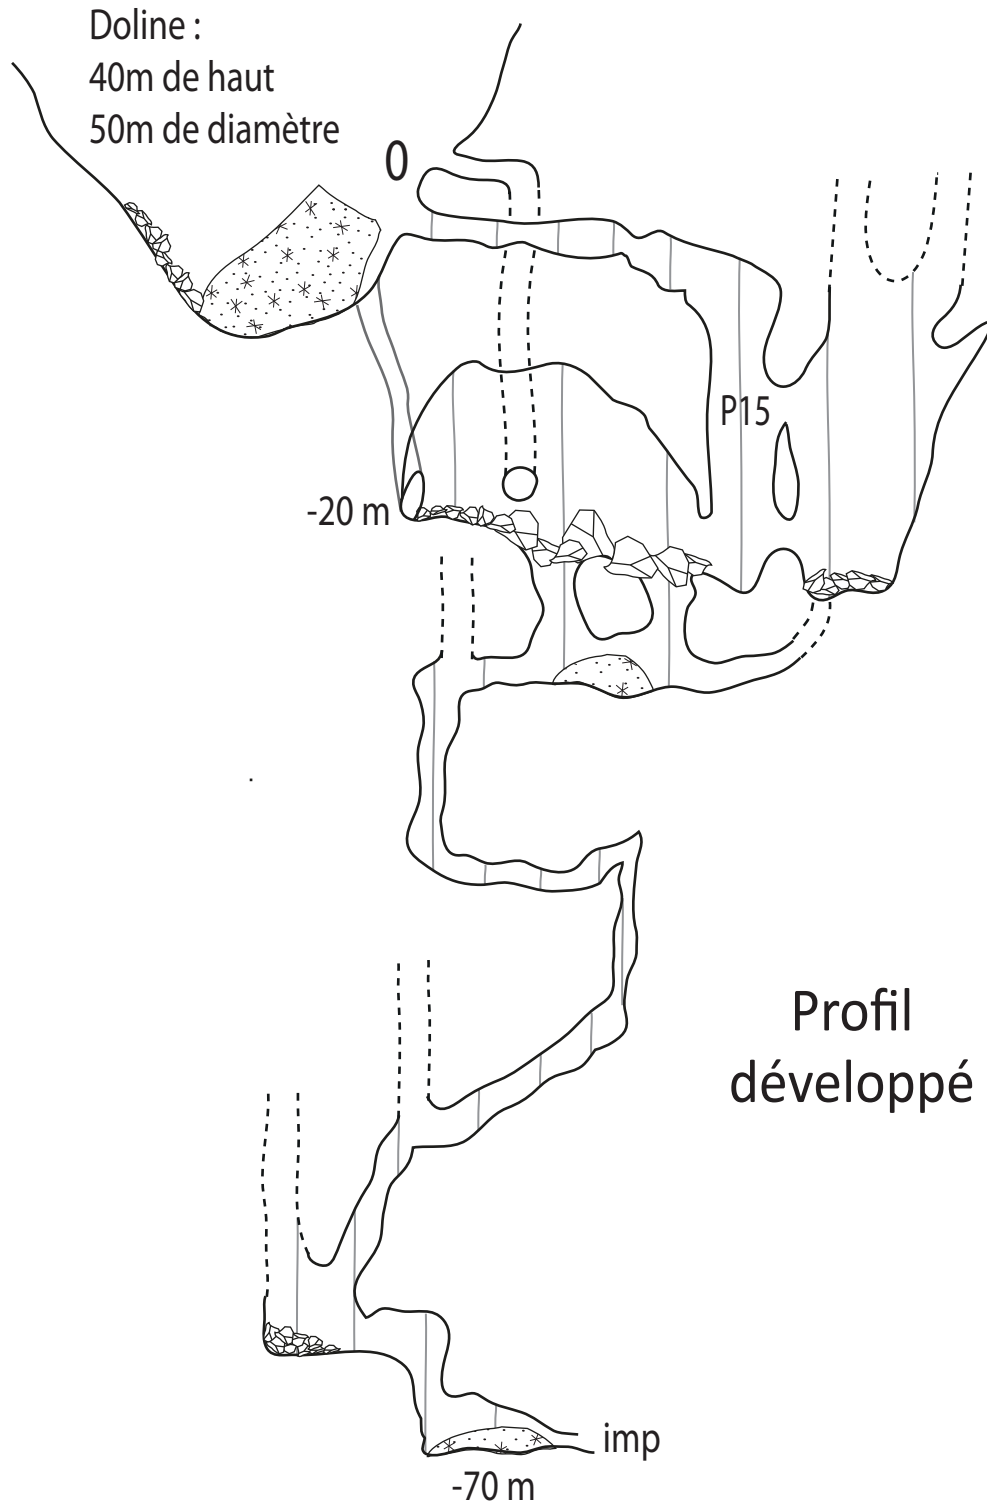 Doline :
40m de haut
50m de diamètre
0
P15
-20 m
Profil
développé
imp
-70 m